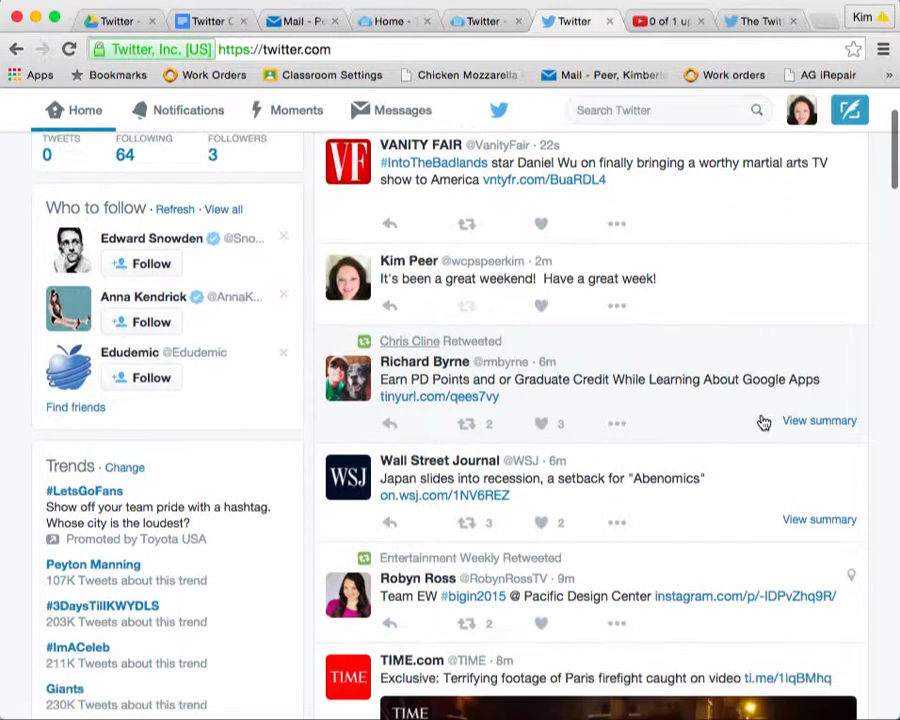 Twitter -
Twitter C
Mail - Pe
Home -
Twitter -
Twitter
0 of 1 up
The Twit
Kim
Twitter, Inc. [US] https://twitter.com
Apps Bookmarks Work Orders Classroom Settings Chicken Mozzarella Mail - Peer, Kimberle Work orders AG iRepair »
Home Notifications Moments Messages Search Twitter
TWEETS FOLLOWING FOLLOWERS
0 64 3
Who to follow · Refresh · View all
Edward Snowden @Sno...
Follow
Anna Kendrick @AnnaK...
Follow
Edudemic @Edudemic
Follow
Find friends
Trends · Change
#LetsGoFans
Show off your team pride with a hashtag.
Whose city is the loudest?
Promoted by Toyota USA
Peyton Manning
107K Tweets about this trend
#3DaysTillKWYDLS
203K Tweets about this trend
#ImACeleb
211K Tweets about this trend
Giants
230K Tweets about this trend
VF
VANITY FAIR @VanityFair · 22s
#IntoTheBadlands star Daniel Wu on finally bringing a worthy martial arts TV
show to America vntyfr.com/BuaRDL4
Kim Peer @wcpspeerkim · 2m
It's been a great weekend! Have a great week!
Chris Cline Retweeted
Richard Byrne @rmbyrne · 6m
Earn PD Points and or Graduate Credit While Learning About Google Apps
tinyurl.com/qees7vy
2 3 View summary
WSJ
Wall Street Journal @WSJ · 6m
Japan slides into recession, a setback for "Abenomics"
on.wsj.com/1NV6REZ
3 2 View summary
Entertainment Weekly Retweeted
Robyn Ross @RobynRossTV · 9m
Team EW #bigin2015 @ Pacific Design Center instagram.com/p/-IDPvZhq9R/
2
TIME
TIME.com @TIME · 8m
Exclusive: Terrifying footage of Paris firefight caught on video ti.me/1lqBMhq
TIME